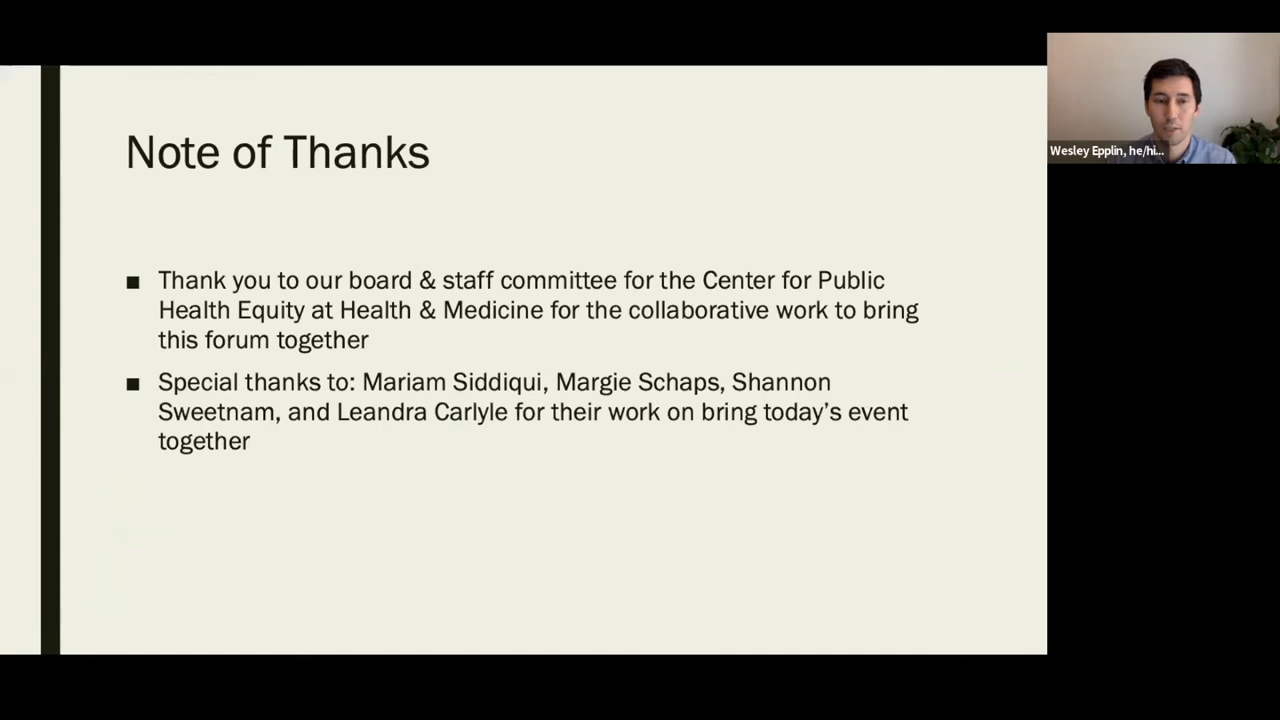 Note of Thanks
■ Thank you to our board & staff committee for the Center for Public
Health Equity at Health & Medicine for the collaborative work to bring
this forum together
■ Special thanks to: Mariam Siddiqui, Margie Schaps, Shannon
Sweetnam, and Leandra Carlyle for their work on bring today’s event
together
Wesley Epplin, he/hi...